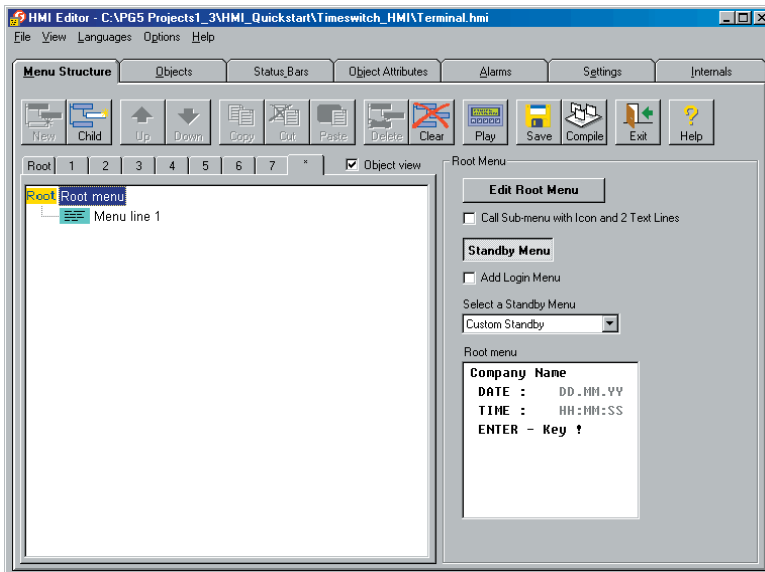 HMI Editor - C:\PG5 Projects1_3\HMI_Quickstart\Timeswitch_HMI\Terminal.hmi
File View Languages Options Help
Menu Structure Objects Status_Bars Object Attributes Alarms Settings Internals
New Child Up Down Copy Cut Paste Delete Clear Play Save Compile Exit Help
Root 1 2 3 4 5 6 7 * Object view
Root Root menu
Menu line 1
Root Menu
Edit Root Menu
Call Sub-menu with Icon and 2 Text Lines
Standby Menu
Add Login Menu
Select a Standby Menu
Custom Standby
Root menu
Company Name
DATE : DD.MM.YY
TIME : HH:MM:SS
ENTER - Key !